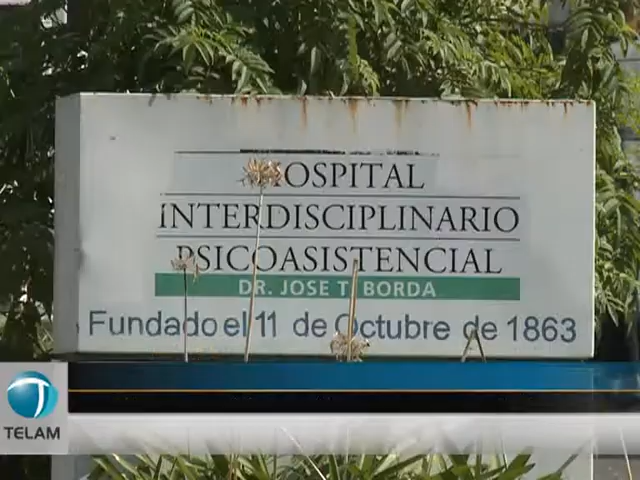 HOSPITAL
INTERDISCIPLINARIO
PSICOASISTENCIAL
DR. JOSE T. BORDA
Fundado el 11 de Octubre de 1863
TELAM